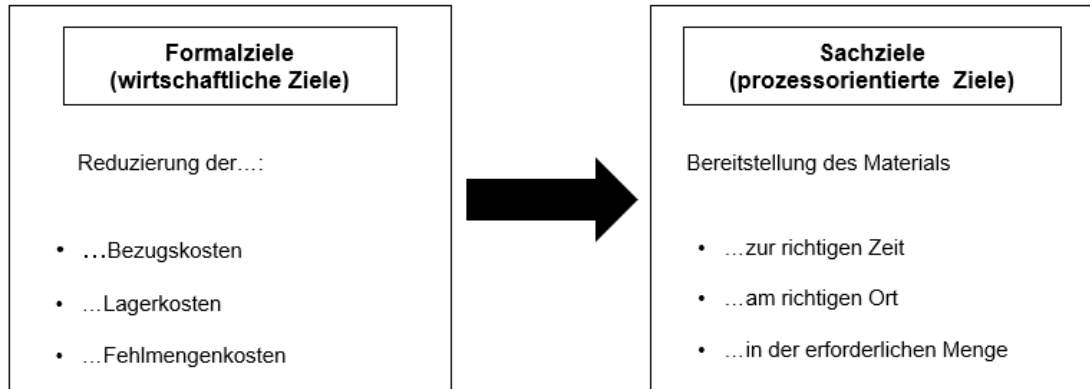 Formalziele
(wirtschaftliche Ziele)
Reduzierung der…:
• …Bezugskosten
• …Lagerkosten
• …Fehlmengenkosten
Sachziele
(prozessorientierte Ziele)
Bereitstellung des Materials
• …zur richtigen Zeit
• …am richtigen Ort
• …in der erforderlichen Menge